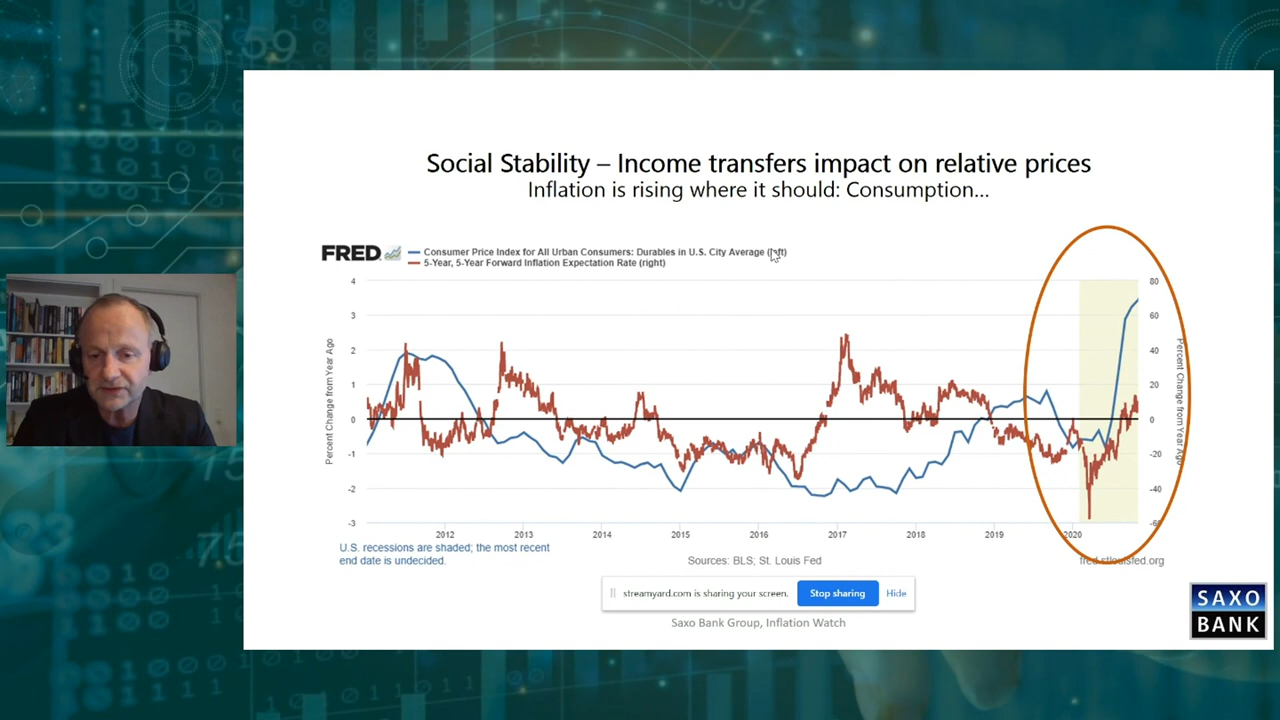 Social Stability – Income transfers impact on relative prices
Inflation is rising where it should: Consumption...
FRED
Consumer Price Index for All Urban Consumers: Durables in U.S. City Average (left)
5-Year, 5-Year Forward Inflation Expectation Rate (right)
Percent Change from Year Ago
4
3
2
1
0
-1
-2
-3
80
60
40
20
0
-20
-40
-60
Percent Change from Year Ago
2012 2013 2014 2015 2016 2017 2018 2019 2020
U.S. recessions are shaded; the most recent
end date is undecided.
Sources: BLS; St. Louis Fed
fred.stlouisfed.org
streamyard.com is sharing your screen.
Stop sharing
Hide
Saxo Bank Group, Inflation Watch
SAXO
BANK